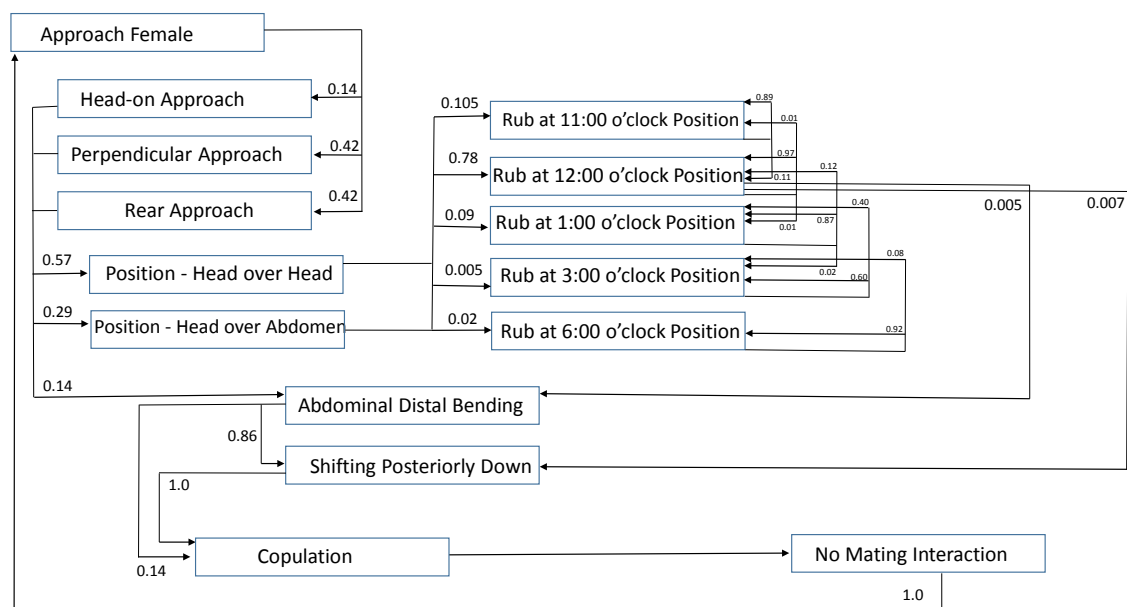 Approach Female
0.14
Head-on Approach
0.42
Perpendicular Approach
0.42
Rear Approach
0.57
Position - Head over Head
0.29
Position - Head over Abdomen
0.14
0.105
Rub at 11:00 o'clock Position
0.78
Rub at 12:00 o'clock Position
0.09
Rub at 1:00 o'clock Position
0.005
Rub at 3:00 o'clock Position
0.02
Rub at 6:00 o'clock Position
0.89
0.01
0.97
0.12
0.11
0.40
0.87
0.01
0.08
0.02
0.60
0.92
0.005
0.007
Abdominal Distal Bending
0.86
Shifting Posteriorly Down
1.0
Copulation
0.14
No Mating Interaction
1.0